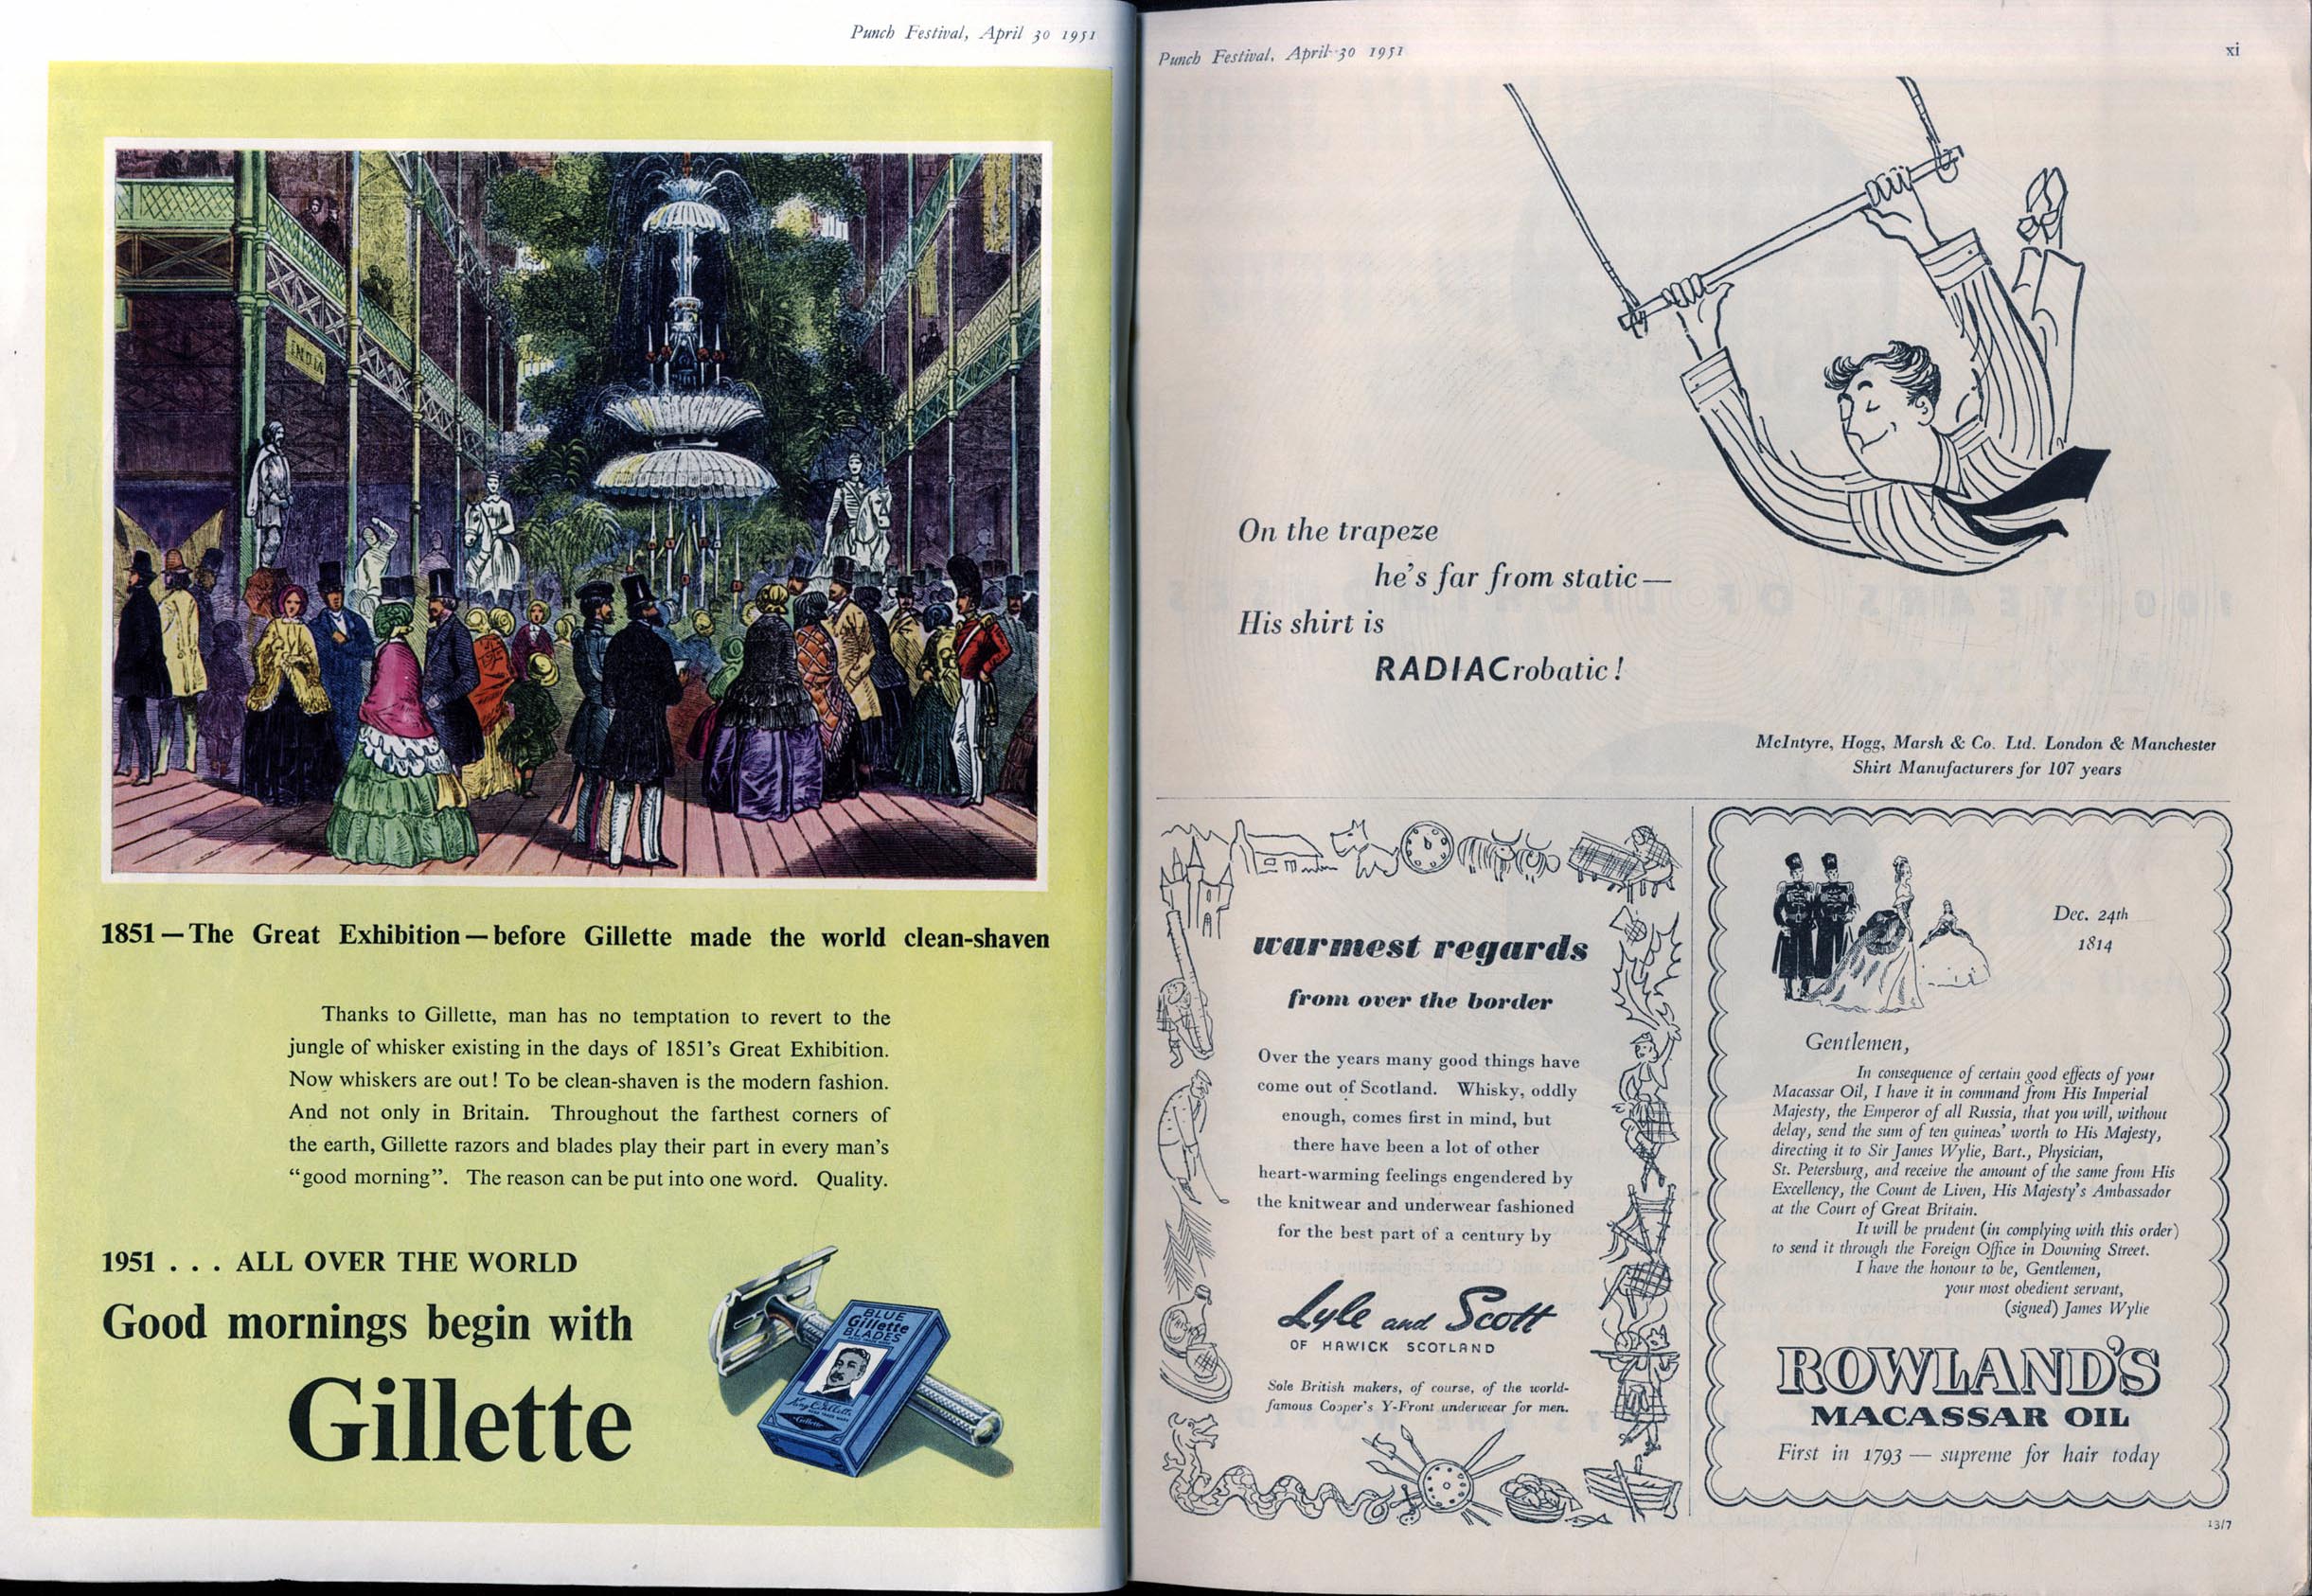 Punch Festival, April 30 1951
INDIA
1851—The Great Exhibition—before Gillette made the world clean-shaven
Thanks to Gillette, man has no temptation to revert to the
jungle of whisker existing in the days of 1851's Great Exhibition.
Now whiskers are out! To be clean-shaven is the modern fashion.
And not only in Britain. Throughout the farthest corners of
the earth, Gillette razors and blades play their part in every man's
“good morning”. The reason can be put into one word. Quality.
1951 . . . ALL OVER THE WORLD
Good mornings begin with
Gillette
BLUE
Gillette
BLADES
Punch Festival, April 30 1951
xi
On the trapeze
he's far from static—
His shirt is
RADIACrobatic!
McIntyre, Hogg, Marsh & Co. Ltd. London & Manchester
Shirt Manufacturers for 107 years
warmest regards
from over the border
Over the years many good things have
come out of Scotland. Whisky, oddly
enough, comes first in mind, but
there have been a lot of other
heart-warming feelings engendered by
the knitwear and underwear fashioned
for the best part of a century by
Lyle and Scott
OF HAWICK SCOTLAND
Sole British makers, of course, of the world-
famous Cooper's Y-Front underwear for men.
Dec. 24th
1814
Gentlemen,
In consequence of certain good effects of your
Macassar Oil, I have it in command from His Imperial
Majesty, the Emperor of all Russia, that you will, without
delay, send the sum of ten guineas' worth to His Majesty,
directing it to Sir James Wylie, Bart., Physician,
St. Petersburg, and receive the amount of the same from His
Excellency, the Count de Liven, His Majesty's Ambassador
at the Court of Great Britain.
It will be prudent (in complying with this order)
to send it through the Foreign Office in Downing Street.
I have the honour to be, Gentlemen,
your most obedient servant,
(signed) James Wylie
ROWLAND'S
MACASSAR OIL
First in 1793 — supreme for hair today
13/7